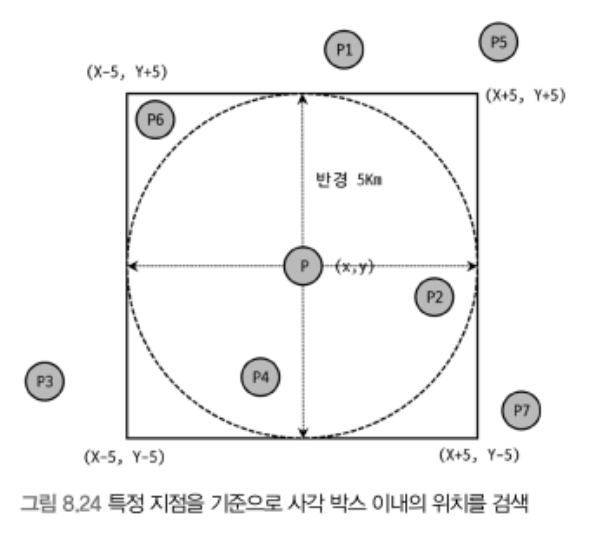 P1
P5
(X-5, Y+5)
(X+5, Y+5)
P6
반경 5Km
P
(x,y)
P2
P3
P4
P7
(X-5, Y-5)
(X+5, Y-5)
그림 8.24 특정 지점을 기준으로 사각 박스 이내의 위치를 검색